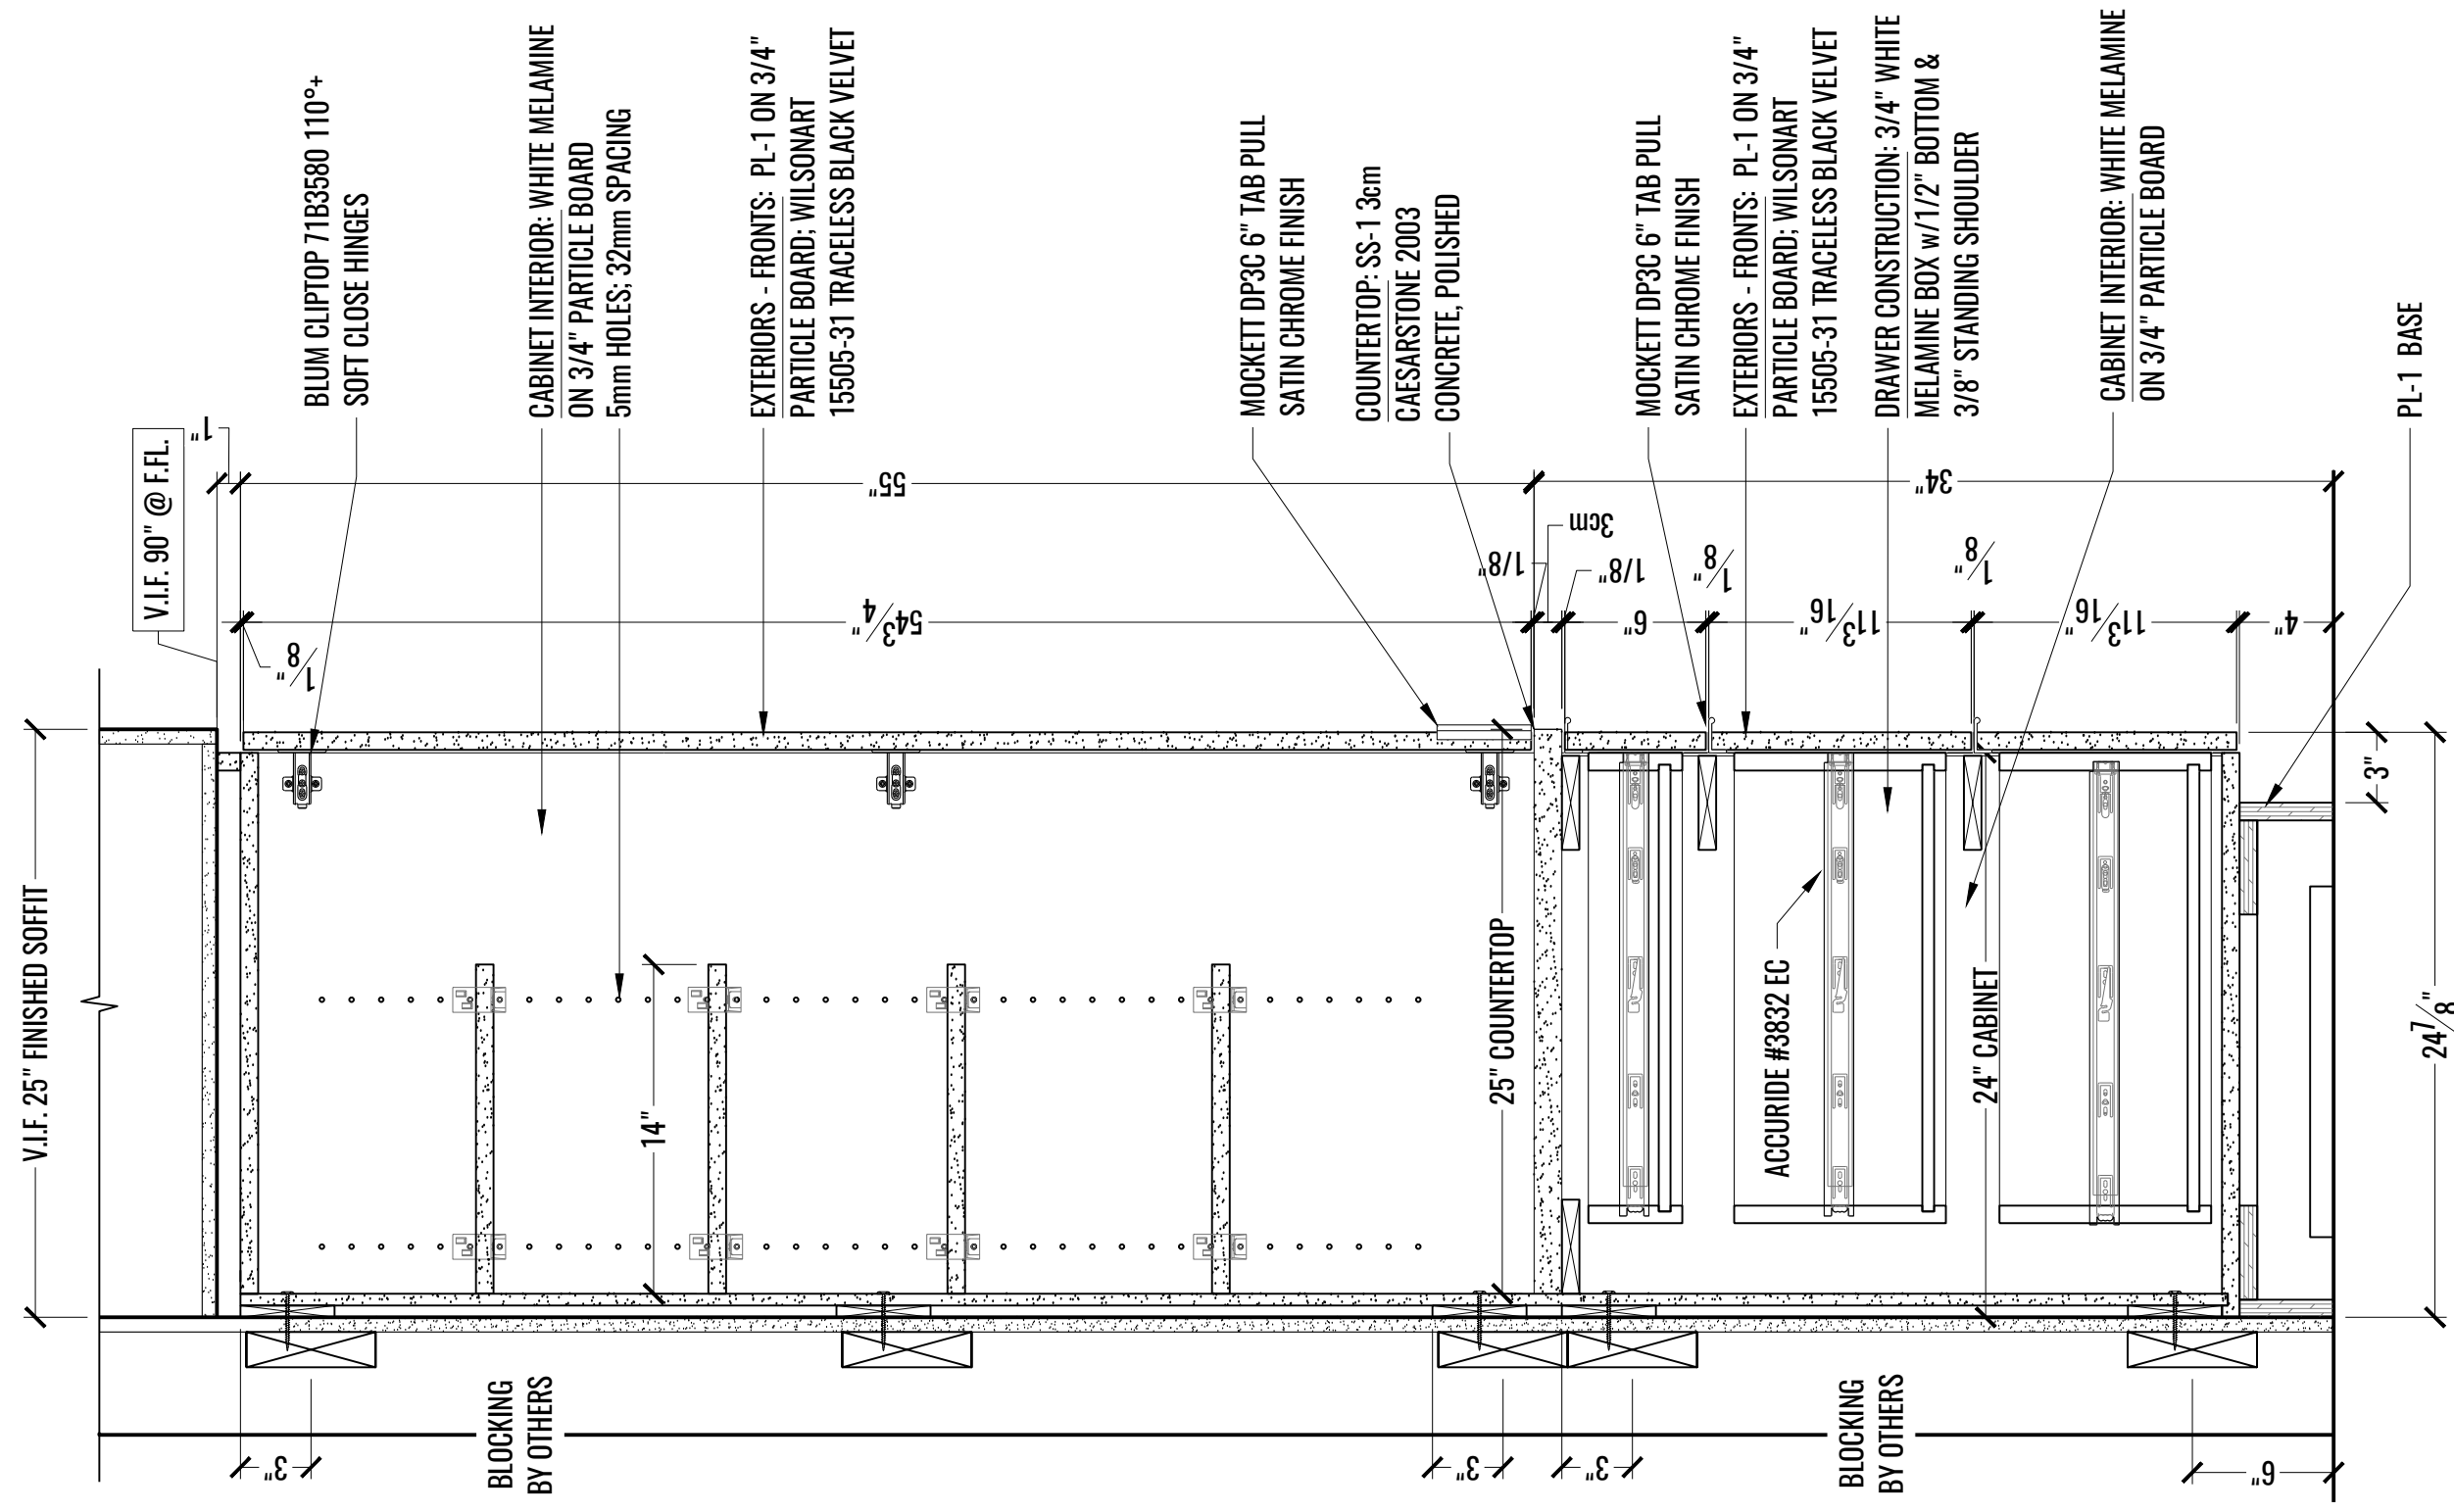 V.I.F. 25" FINISHED SOFFIT
V.I.F. 90" @ F.FL.
1"
BLUM CLIPTOP 71B3580 110°+
SOFT CLOSE HINGES
CABINET INTERIOR: WHITE MELAMINE
ON 3/4" PARTICLE BOARD
5mm HOLES; 32mm SPACING
EXTERIORS - FRONTS: PL-1 ON 3/4"
PARTICLE BOARD; WILSONART
15505-31 TRACELESS BLACK VELVET
MOCKETT DP3C 6" TAB PULL
SATIN CHROME FINISH
COUNTERTOP: SS-1 3cm
CAESARSTONE 2003
CONCRETE, POLISHED
MOCKETT DP3C 6" TAB PULL
SATIN CHROME FINISH
EXTERIORS - FRONTS: PL-1 ON 3/4"
PARTICLE BOARD; WILSONART
15505-31 TRACELESS BLACK VELVET
DRAWER CONSTRUCTION: 3/4" WHITE
MELAMINE BOX w/1/2" BOTTOM &
3/8" STANDING SHOULDER
CABINET INTERIOR: WHITE MELAMINE
ON 3/4" PARTICLE BOARD
PL-1 BASE
55"
34"
1/8"
54 3/4"
1/8"
3cm
1/8"
6"
1/8"
11 3/16"
1/8"
11 3/16"
4"
3"
24 7/8"
14"
25" COUNTERTOP
ACCURIDE #3832 EC
24" CABINET
BLOCKING
BY OTHERS
BLOCKING
BY OTHERS
3"
3"
3"
6"